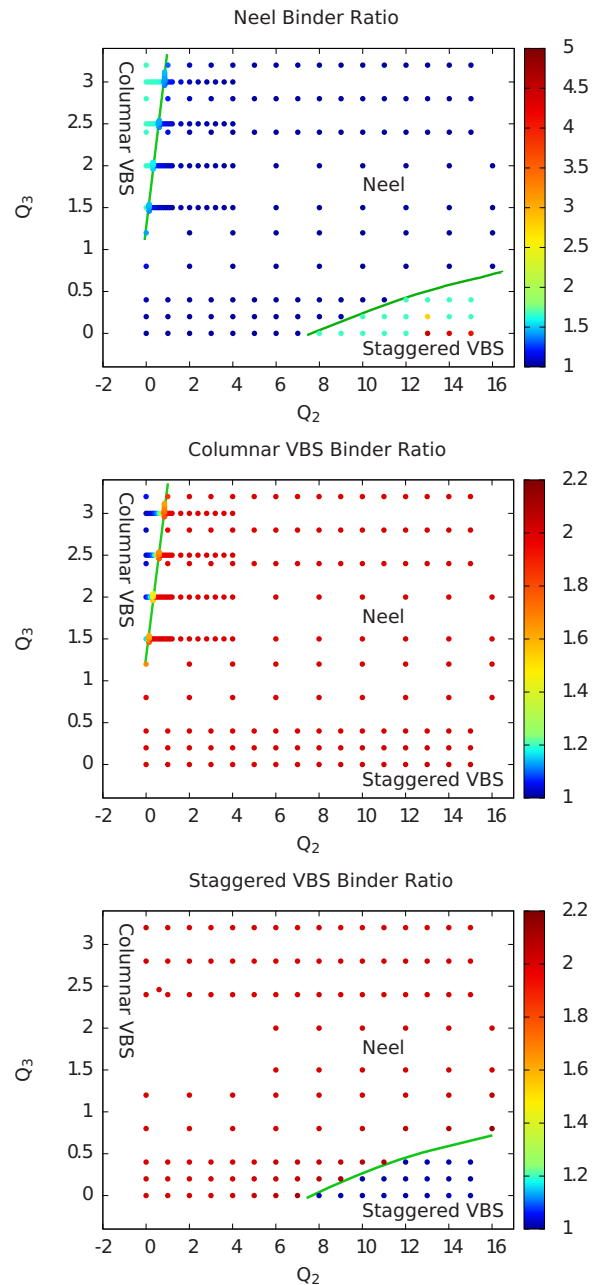 Neel Binder Ratio
Q3
3
2.5
2
1.5
1
0.5
0
Columnar VBS
Neel
Staggered VBS
-2 0 2 4 6 8 10 12 14 16
Q2
5
4.5
4
3.5
3
2.5
2
1.5
1
Columnar VBS Binder Ratio
Q3
3
2.5
2
1.5
1
0.5
0
Columnar VBS
Neel
Staggered VBS
-2 0 2 4 6 8 10 12 14 16
Q2
2.2
2
1.8
1.6
1.4
1.2
1
Staggered VBS Binder Ratio
Q3
3
2.5
2
1.5
1
0.5
0
Columnar VBS
Neel
Staggered VBS
-2 0 2 4 6 8 10 12 14 16
Q2
2.2
2
1.8
1.6
1.4
1.2
1